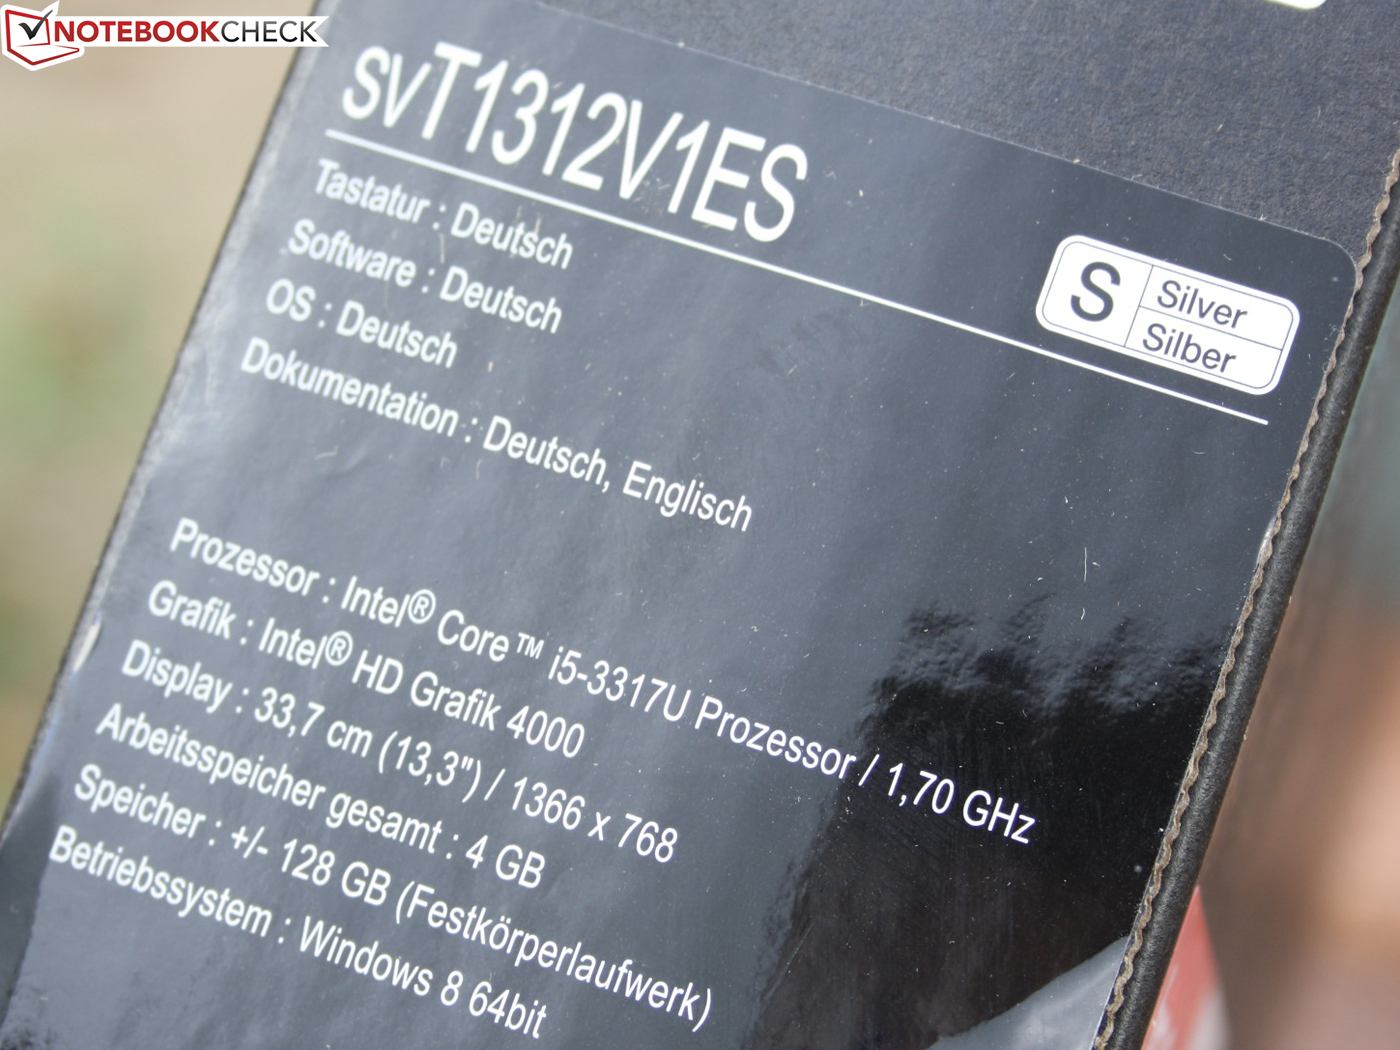 NOTEBOOKCHECK
SVT1312V1ES
S
Silver
Silber
Tastatur : Deutsch
Software : Deutsch
OS : Deutsch
Dokumentation : Deutsch, Englisch
Prozessor : Intel® Core™ i5-3317U Prozessor / 1,70 GHz
Grafik : Intel® HD Grafik 4000
Display : 33,7 cm (13,3") / 1366 x 768
Arbeitsspeicher gesamt : 4 GB
Speicher : +/- 128 GB (Festkörperlaufwerk)
Betriebssystem : Windows 8 64bit